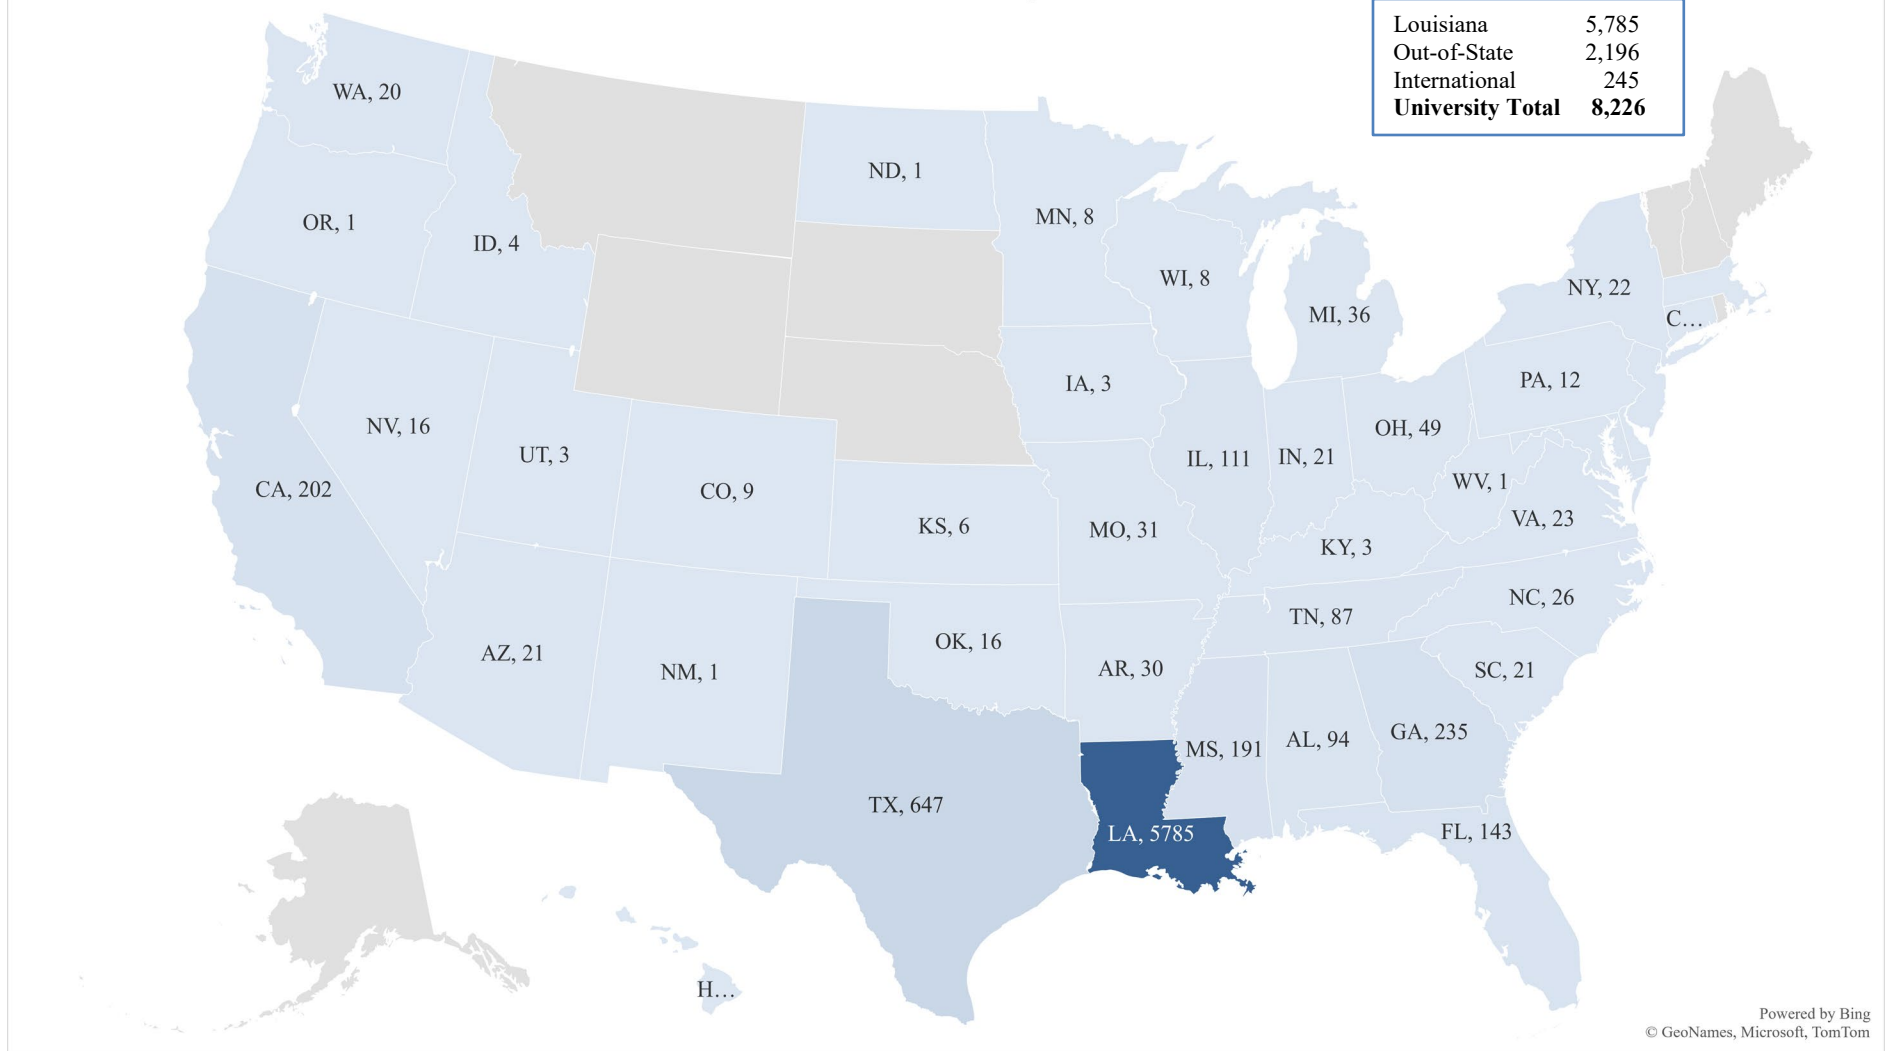 Louisiana 5,785
Out-of-State 2,196
International 245
University Total 8,226
WA, 20
ND, 1
MN, 8
OR, 1
ID, 4
WI, 8
NY, 22
MI, 36
C...
IA, 3
PA, 12
NV, 16
OH, 49
UT, 3
IL, 111
IN, 21
CA, 202
CO, 9
WV, 1
KS, 6
MO, 31
VA, 23
KY, 3
NC, 26
TN, 87
OK, 16
AZ, 21
NM, 1
AR, 30
SC, 21
MS, 191
AL, 94
GA, 235
TX, 647
LA, 5785
FL, 143
H...
Powered by Bing
© GeoNames, Microsoft, TomTom